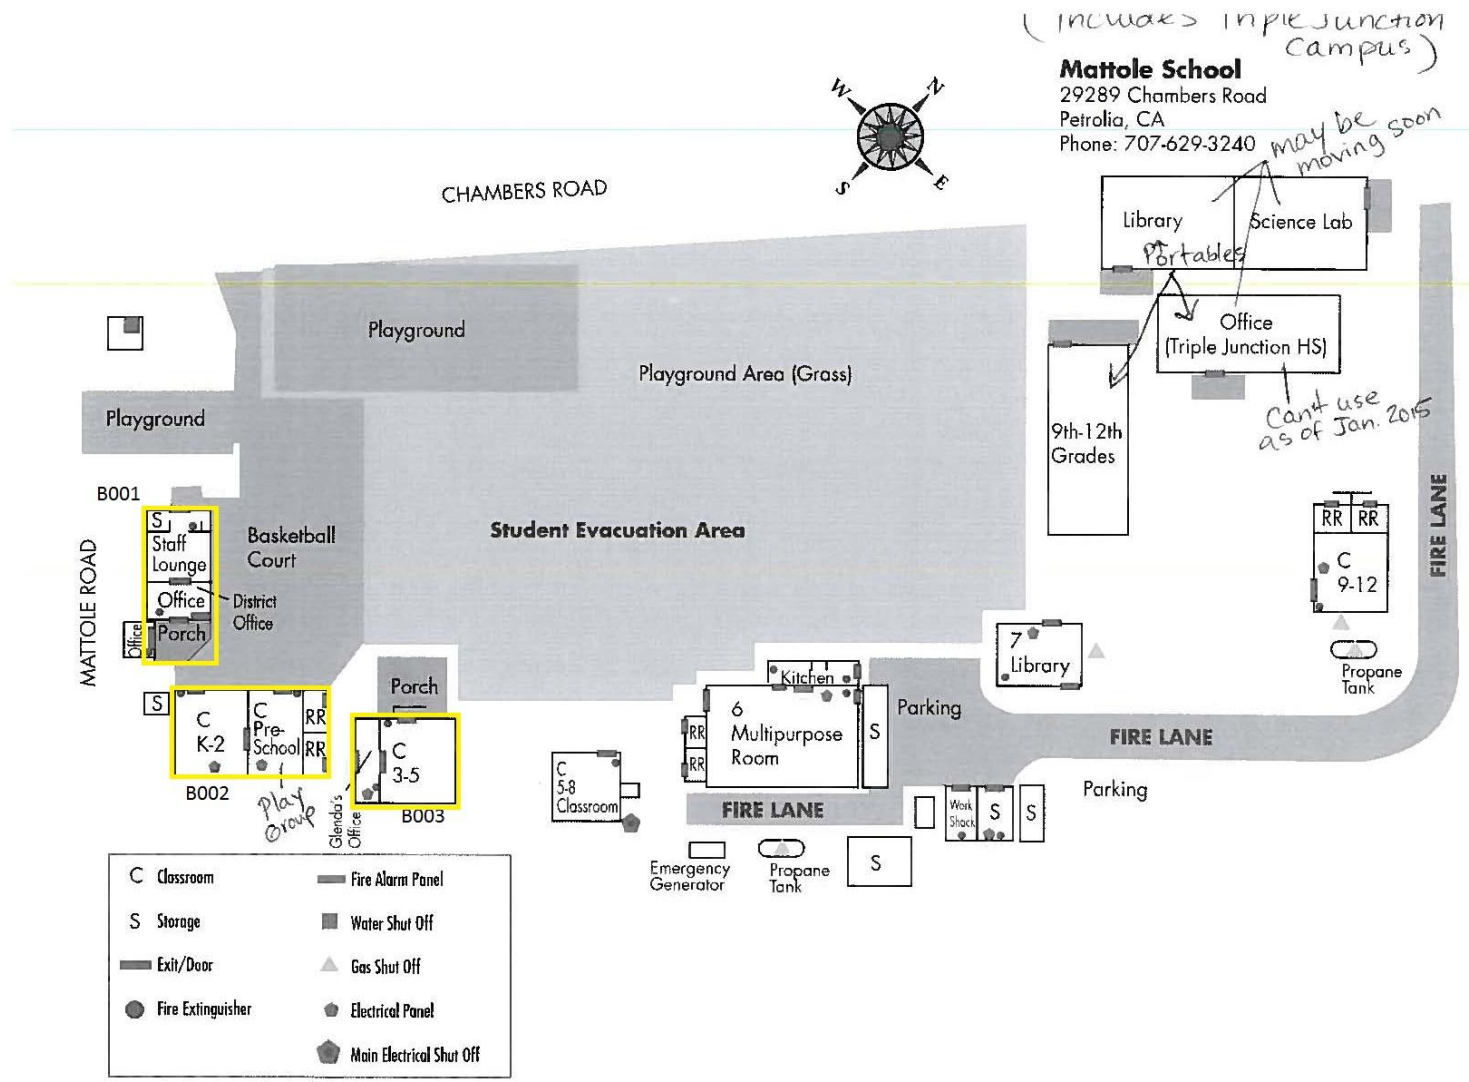 (includes Triple Junction
campus)
Mattole School
29289 Chambers Road
Petrolia, CA
Phone: 707-629-3240
may be
moving soon
W
N
S
E
CHAMBERS ROAD
Library
Science Lab
Portables
Office
(Triple Junction HS)
Can't use
as of Jan. 2015
9th-12th
Grades
Playground
Playground Area (Grass)
Playground
B001
S
Staff
Lounge
Office
Porch
Office
District
Office
Basketball
Court
MATTOLE ROAD
Student Evacuation Area
FIRE LANE
RR
RR
C
9-12
Propane
Tank
7
Library
Kitchen
6
Multipurpose
Room
RR
RR
S
Parking
FIRE LANE
Parking
S
C
K-2
C
Pre-
School
RR
RR
B002
Play
Group
Porch
C
3-5
B003
Glenda's
Office
C
5-8
Classroom
FIRE LANE
Work
Shack
S
S
Emergency
Generator
Propane
Tank
S
C Classroom
S Storage
Exit/Door
Fire Extinguisher
Fire Alarm Panel
Water Shut Off
Gas Shut Off
Electrical Panel
Main Electrical Shut Off